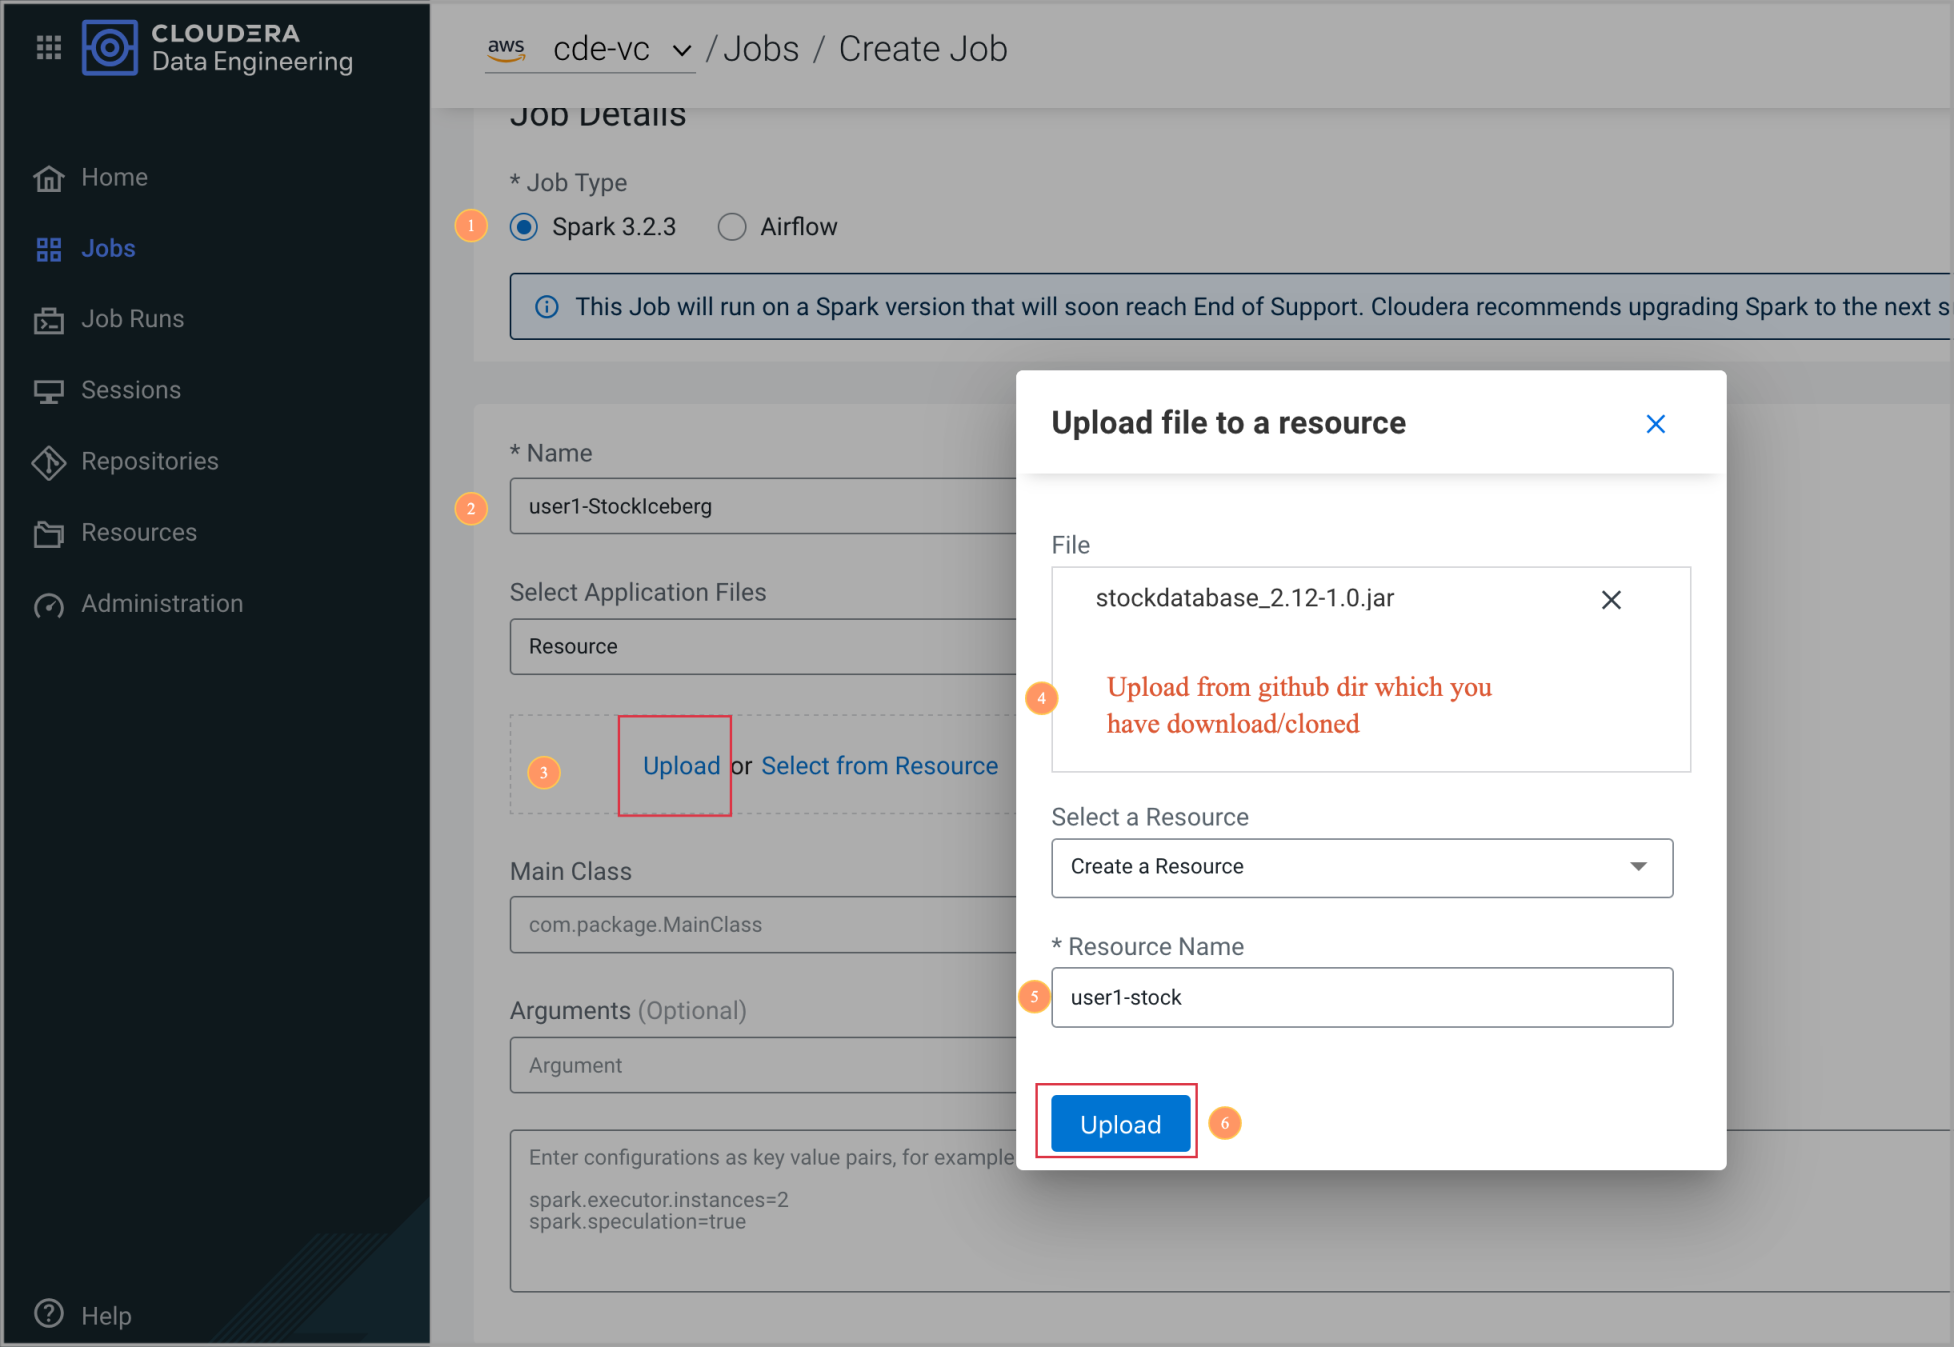 CLOUDERA
Data Engineering
Home
Jobs
Job Runs
Sessions
Repositories
Resources
Administration
Help
aws cde-vc / Jobs / Create Job
Job Details
* Job Type
1 Spark 3.2.3 Airflow
This Job will run on a Spark version that will soon reach End of Support. Cloudera recommends upgrading Spark to the next s
* Name
2 user1-StockIceberg
Select Application Files
Resource
3 Upload or Select from Resource
Main Class
com.package.MainClass
Arguments (Optional)
Argument
Enter configurations as key value pairs, for example
spark.executor.instances=2
spark.speculation=true
Upload file to a resource
File
stockdatabase_2.12-1.0.jar
4 Upload from github dir which you
have download/cloned
Select a Resource
Create a Resource
* Resource Name
5 user1-stock
Upload 6